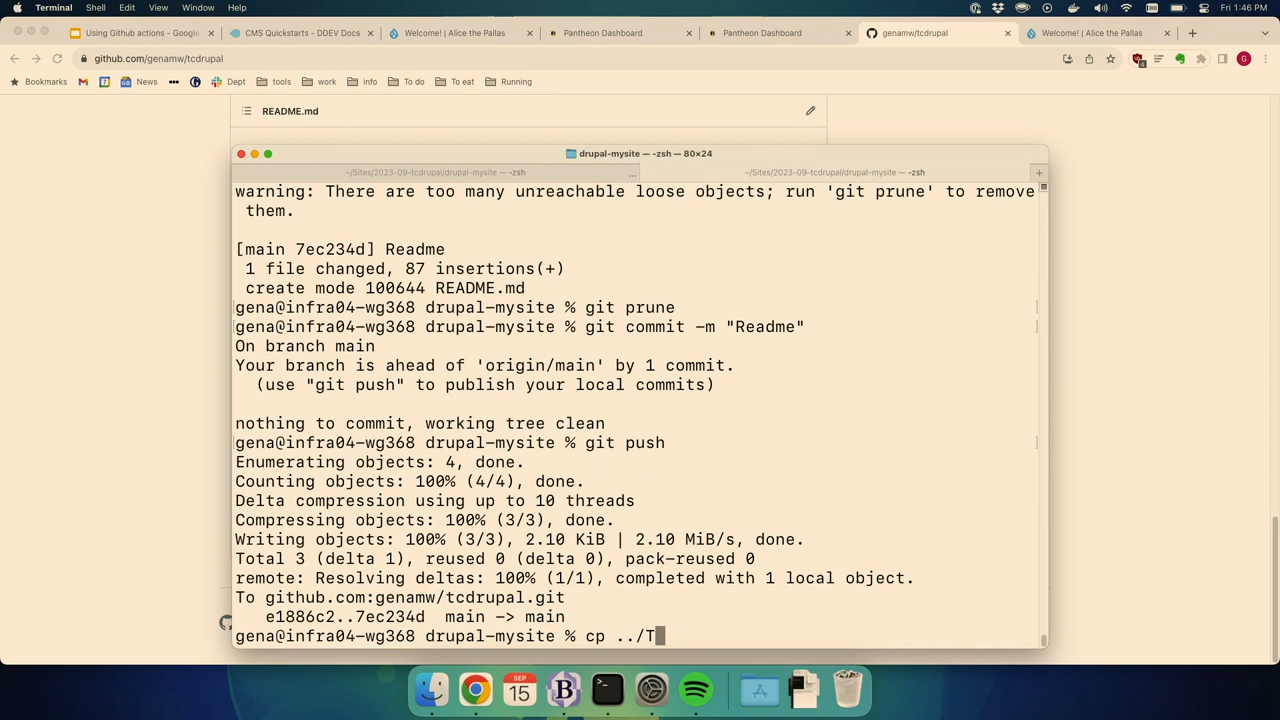 Terminal Shell Edit View Window Help Fri 1:46 PM
Using Github actions - Google CMS Quickstarts - DDEV Docs Welcome! | Alice the Pallas Pantheon Dashboard Pantheon Dashboard genamw/tcdrupal Welcome! | Alice the Pallas
github.com/genamw/tcdrupal
Bookmarks News Dept tools work info To do To eat Running
README.md
drupal-mysite — -zsh — 80×24
~/Sites/2023-09-tcdrupal/drupal-mysite — -zsh ... ~/Sites/2023-09-tcdrupal/drupal-mysite — -zsh
warning: There are too many unreachable loose objects; run 'git prune' to remove
them.
[main 7ec234d] Readme
1 file changed, 87 insertions(+)
create mode 100644 README.md
gena@infra04-wg368 drupal-mysite % git prune
gena@infra04-wg368 drupal-mysite % git commit -m "Readme"
On branch main
Your branch is ahead of 'origin/main' by 1 commit.
(use "git push" to publish your local commits)
nothing to commit, working tree clean
gena@infra04-wg368 drupal-mysite % git push
Enumerating objects: 4, done.
Counting objects: 100% (4/4), done.
Delta compression using up to 10 threads
Compressing objects: 100% (3/3), done.
Writing objects: 100% (3/3), 2.10 KiB | 2.10 MiB/s, done.
Total 3 (delta 1), reused 0 (delta 0), pack-reused 0
remote: Resolving deltas: 100% (1/1), completed with 1 local object.
To github.com:genamw/tcdrupal.git
e1886c2..7ec234d main -> main
gena@infra04-wg368 drupal-mysite % cp ../T
SEP
15